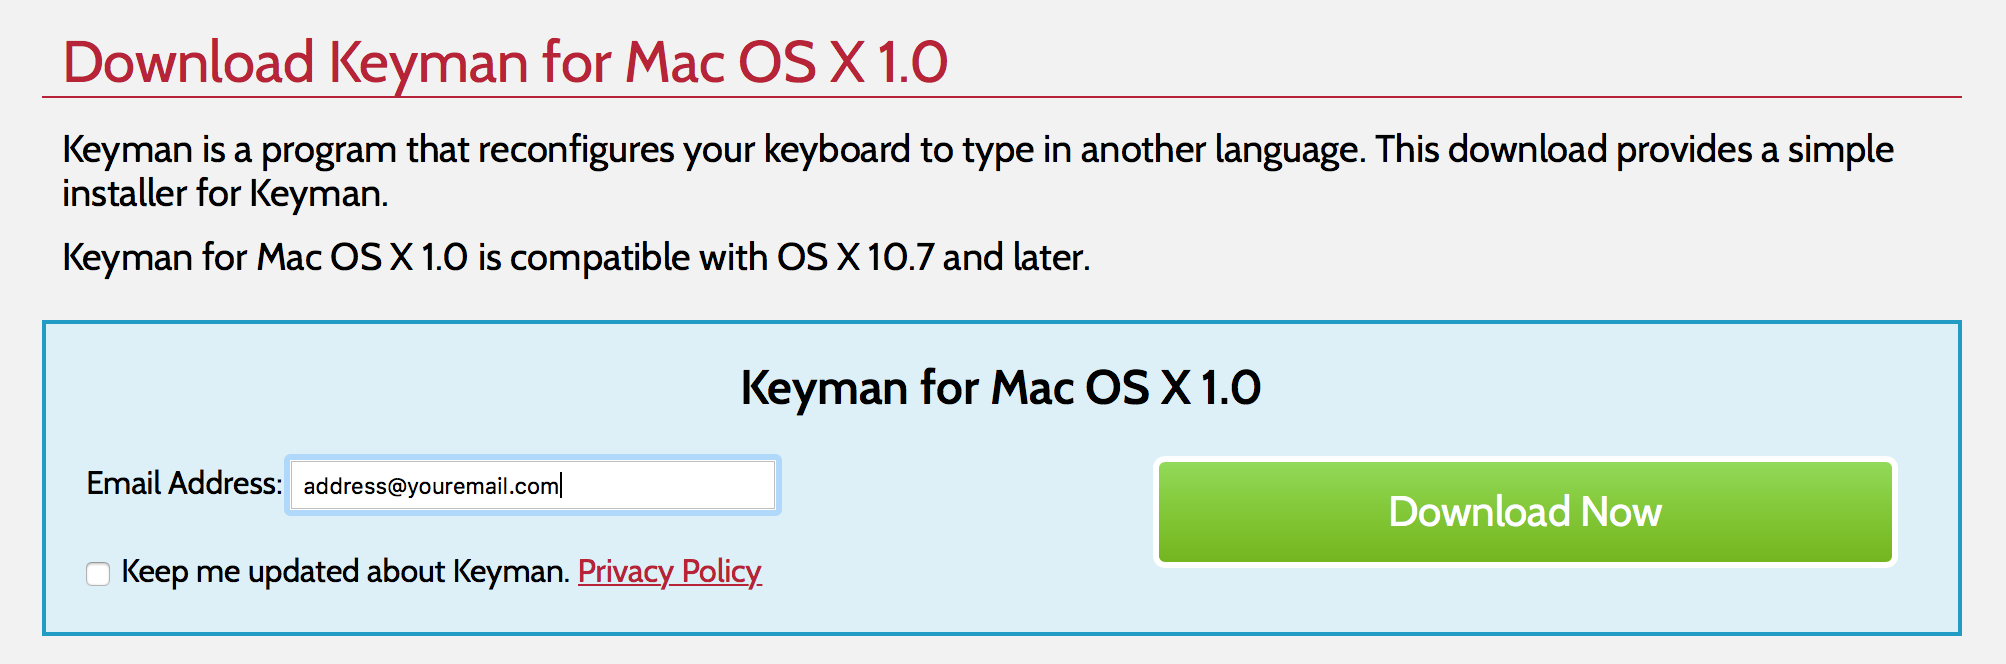 Download Keyman for Mac OS X 1.0
Keyman is a program that reconfigures your keyboard to type in another language. This download provides a simple
installer for Keyman.
Keyman for Mac OS X 1.0 is compatible with OS X 10.7 and later.
Keyman for Mac OS X 1.0
Email Address: address@youremail.com
Download Now
Keep me updated about Keyman. Privacy Policy